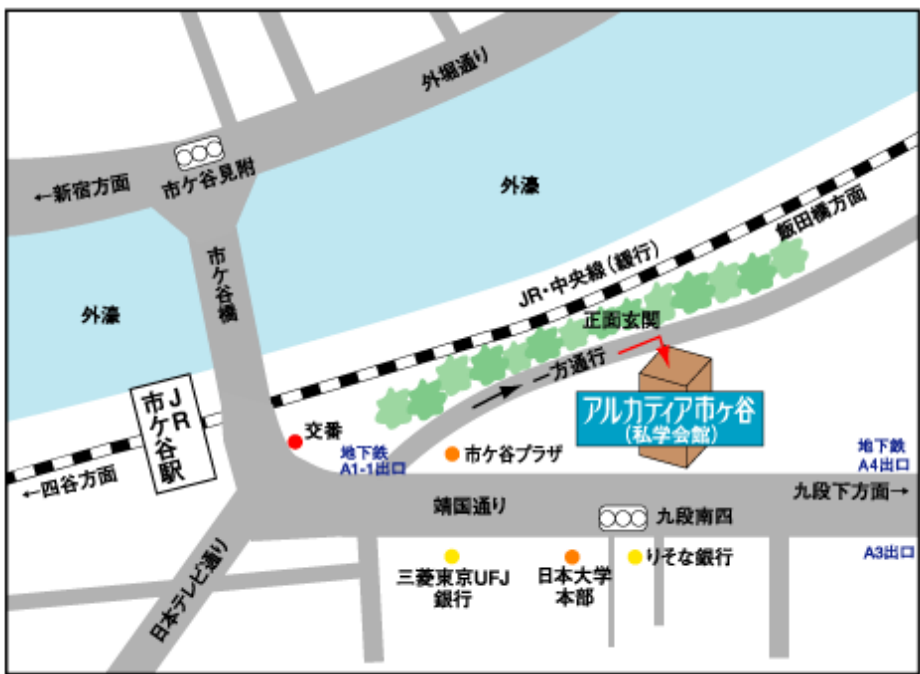 外堀通り
←新宿方面
市ケ谷見附
外濠
飯田橋方面
市ケ谷橋
JR・中央線(緩行)
外濠
正面玄関
一方通行
JR
市ケ谷駅
アルカディア市ヶ谷
(私学会館)
交番
地下鉄
A1-1出口
市ケ谷プラザ
地下鉄
A4出口
←四谷方面
九段下方面→
靖国通り
九段南四
A3出口
三菱東京UFJ
銀行
日本大学
本部
りそな銀行
日本テレビ通り